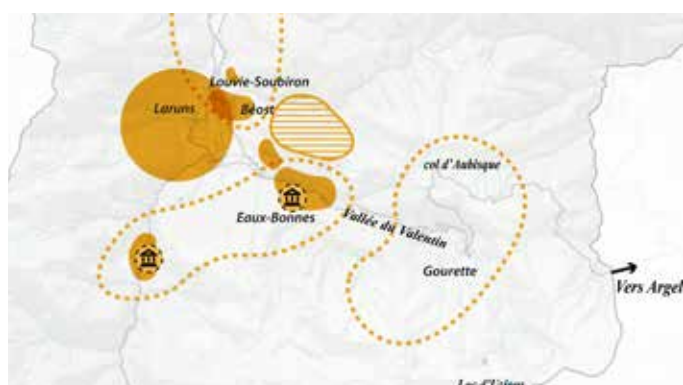 Louvie-Soubiron
Laruns
Béost
col d'Aubisque
Eaux-Bonnes
Vallée du Valentin
Gourette
Vers Argel